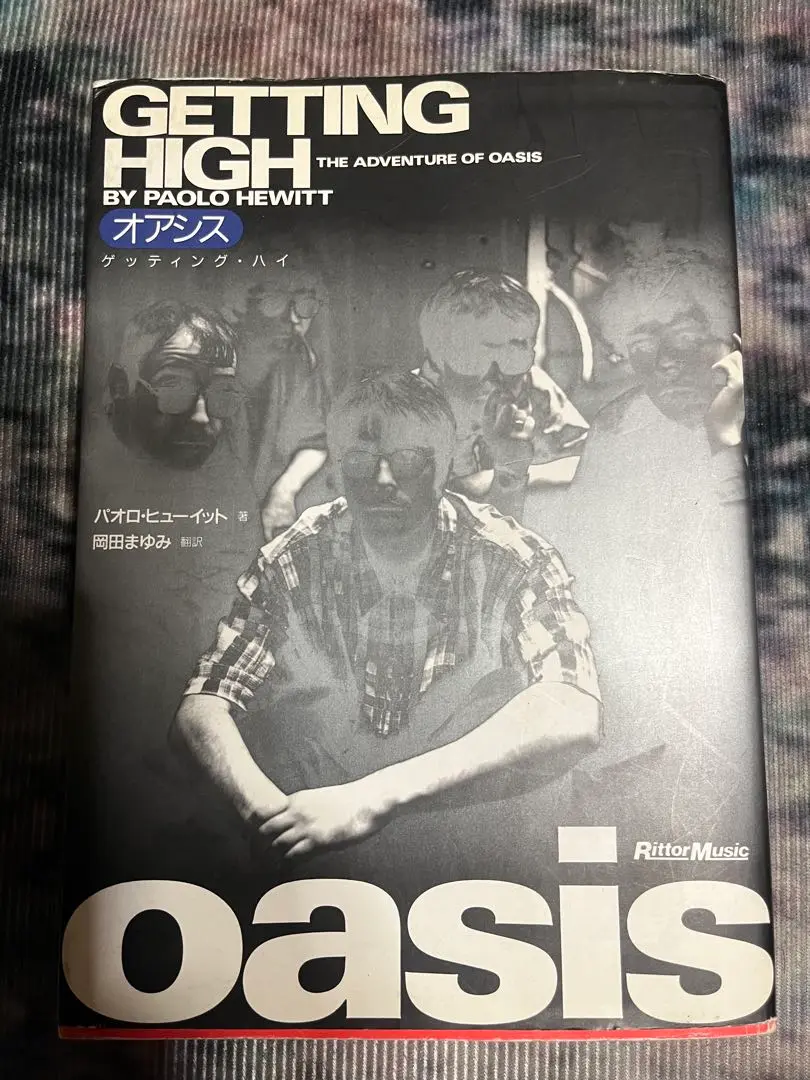 GETTING
HIGH THE ADVENTURE OF OASIS
BY PAOLO HEWITT
オアシス
ゲッティング・ハイ
パオロ・ヒューイット 著
岡田まゆみ 翻訳
RittorMusic
oasis